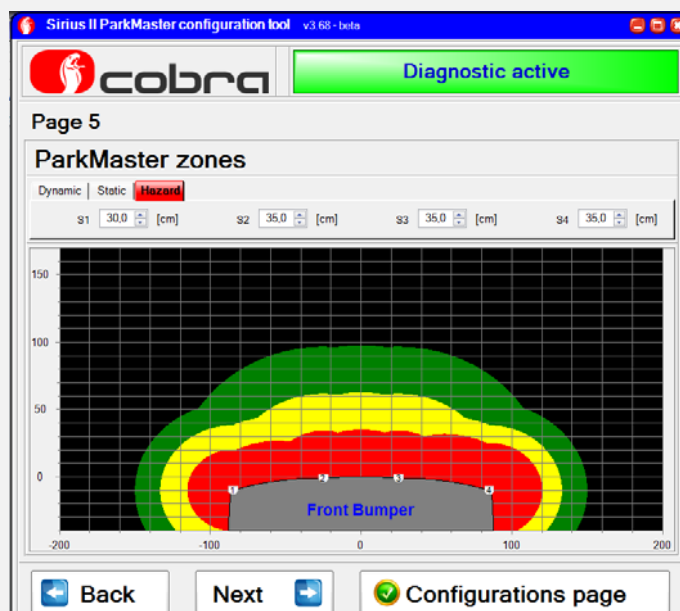 Sirius II ParkMaster configuration tool v3.68 - beta
cobra
Diagnostic active
Page 5
ParkMaster zones
Dynamic Static Hazard
S1 30,0 [cm] S2 35,0 [cm] S3 35,0 [cm] S4 35,0 [cm]
150
100
50
0
1 2 3 4
Front Bumper
-200 -100 0 100 200
Back Next Configurations page